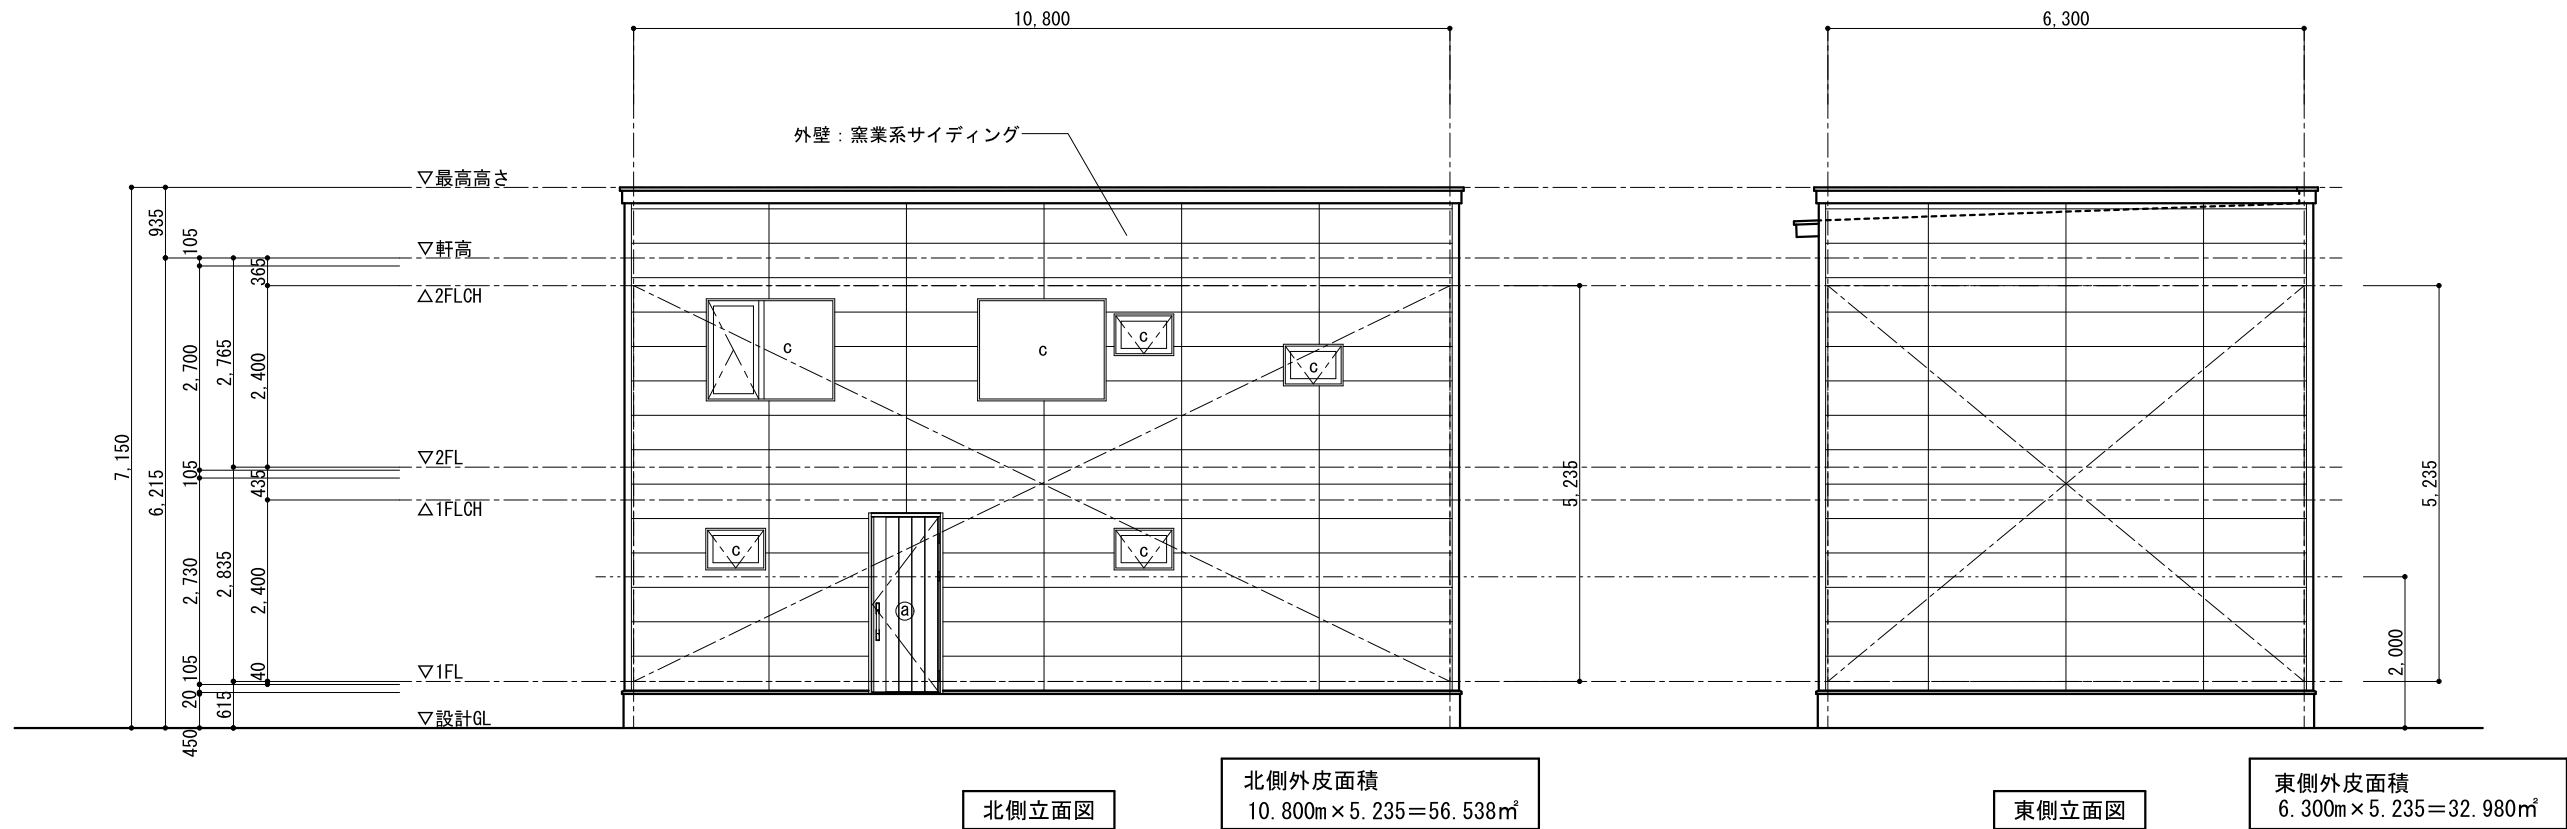 10,800
6,300
外壁：窯業系サイディング
▽最高高さ
935
105
▽軒高
365
△2FLCH
7,150
6,215
2,700
2,765
2,400
c
c
c
c
▽2FL
105
435
△1FLCH
5,235
5,235
2,730
2,835
2,400
c
c
ⓐ
2,000
▽1FL
105
40
20
615
450
▽設計GL
北側立面図
北側外皮面積
10.800m×5.235＝56.538㎡
東側立面図
東側外皮面積
6.300m×5.235＝32.980㎡